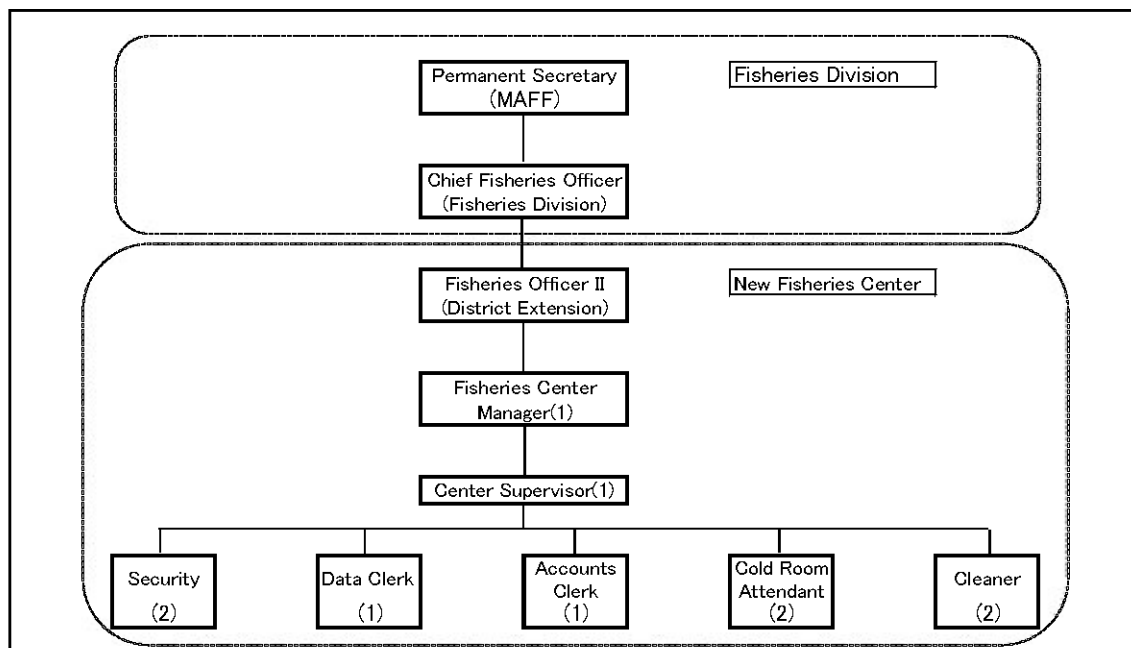 Permanent Secretary
(MAFF)
Fisheries Division
Chief Fisheries Officer
(Fisheries Division)
Fisheries Officer II
(District Extension)
New Fisheries Center
Fisheries Center
Manager(1)
Center Supervisor(1)
Security
(2)
Data Clerk
(1)
Accounts
Clerk
(1)
Cold Room
Attendant
(2)
Cleaner
(2)